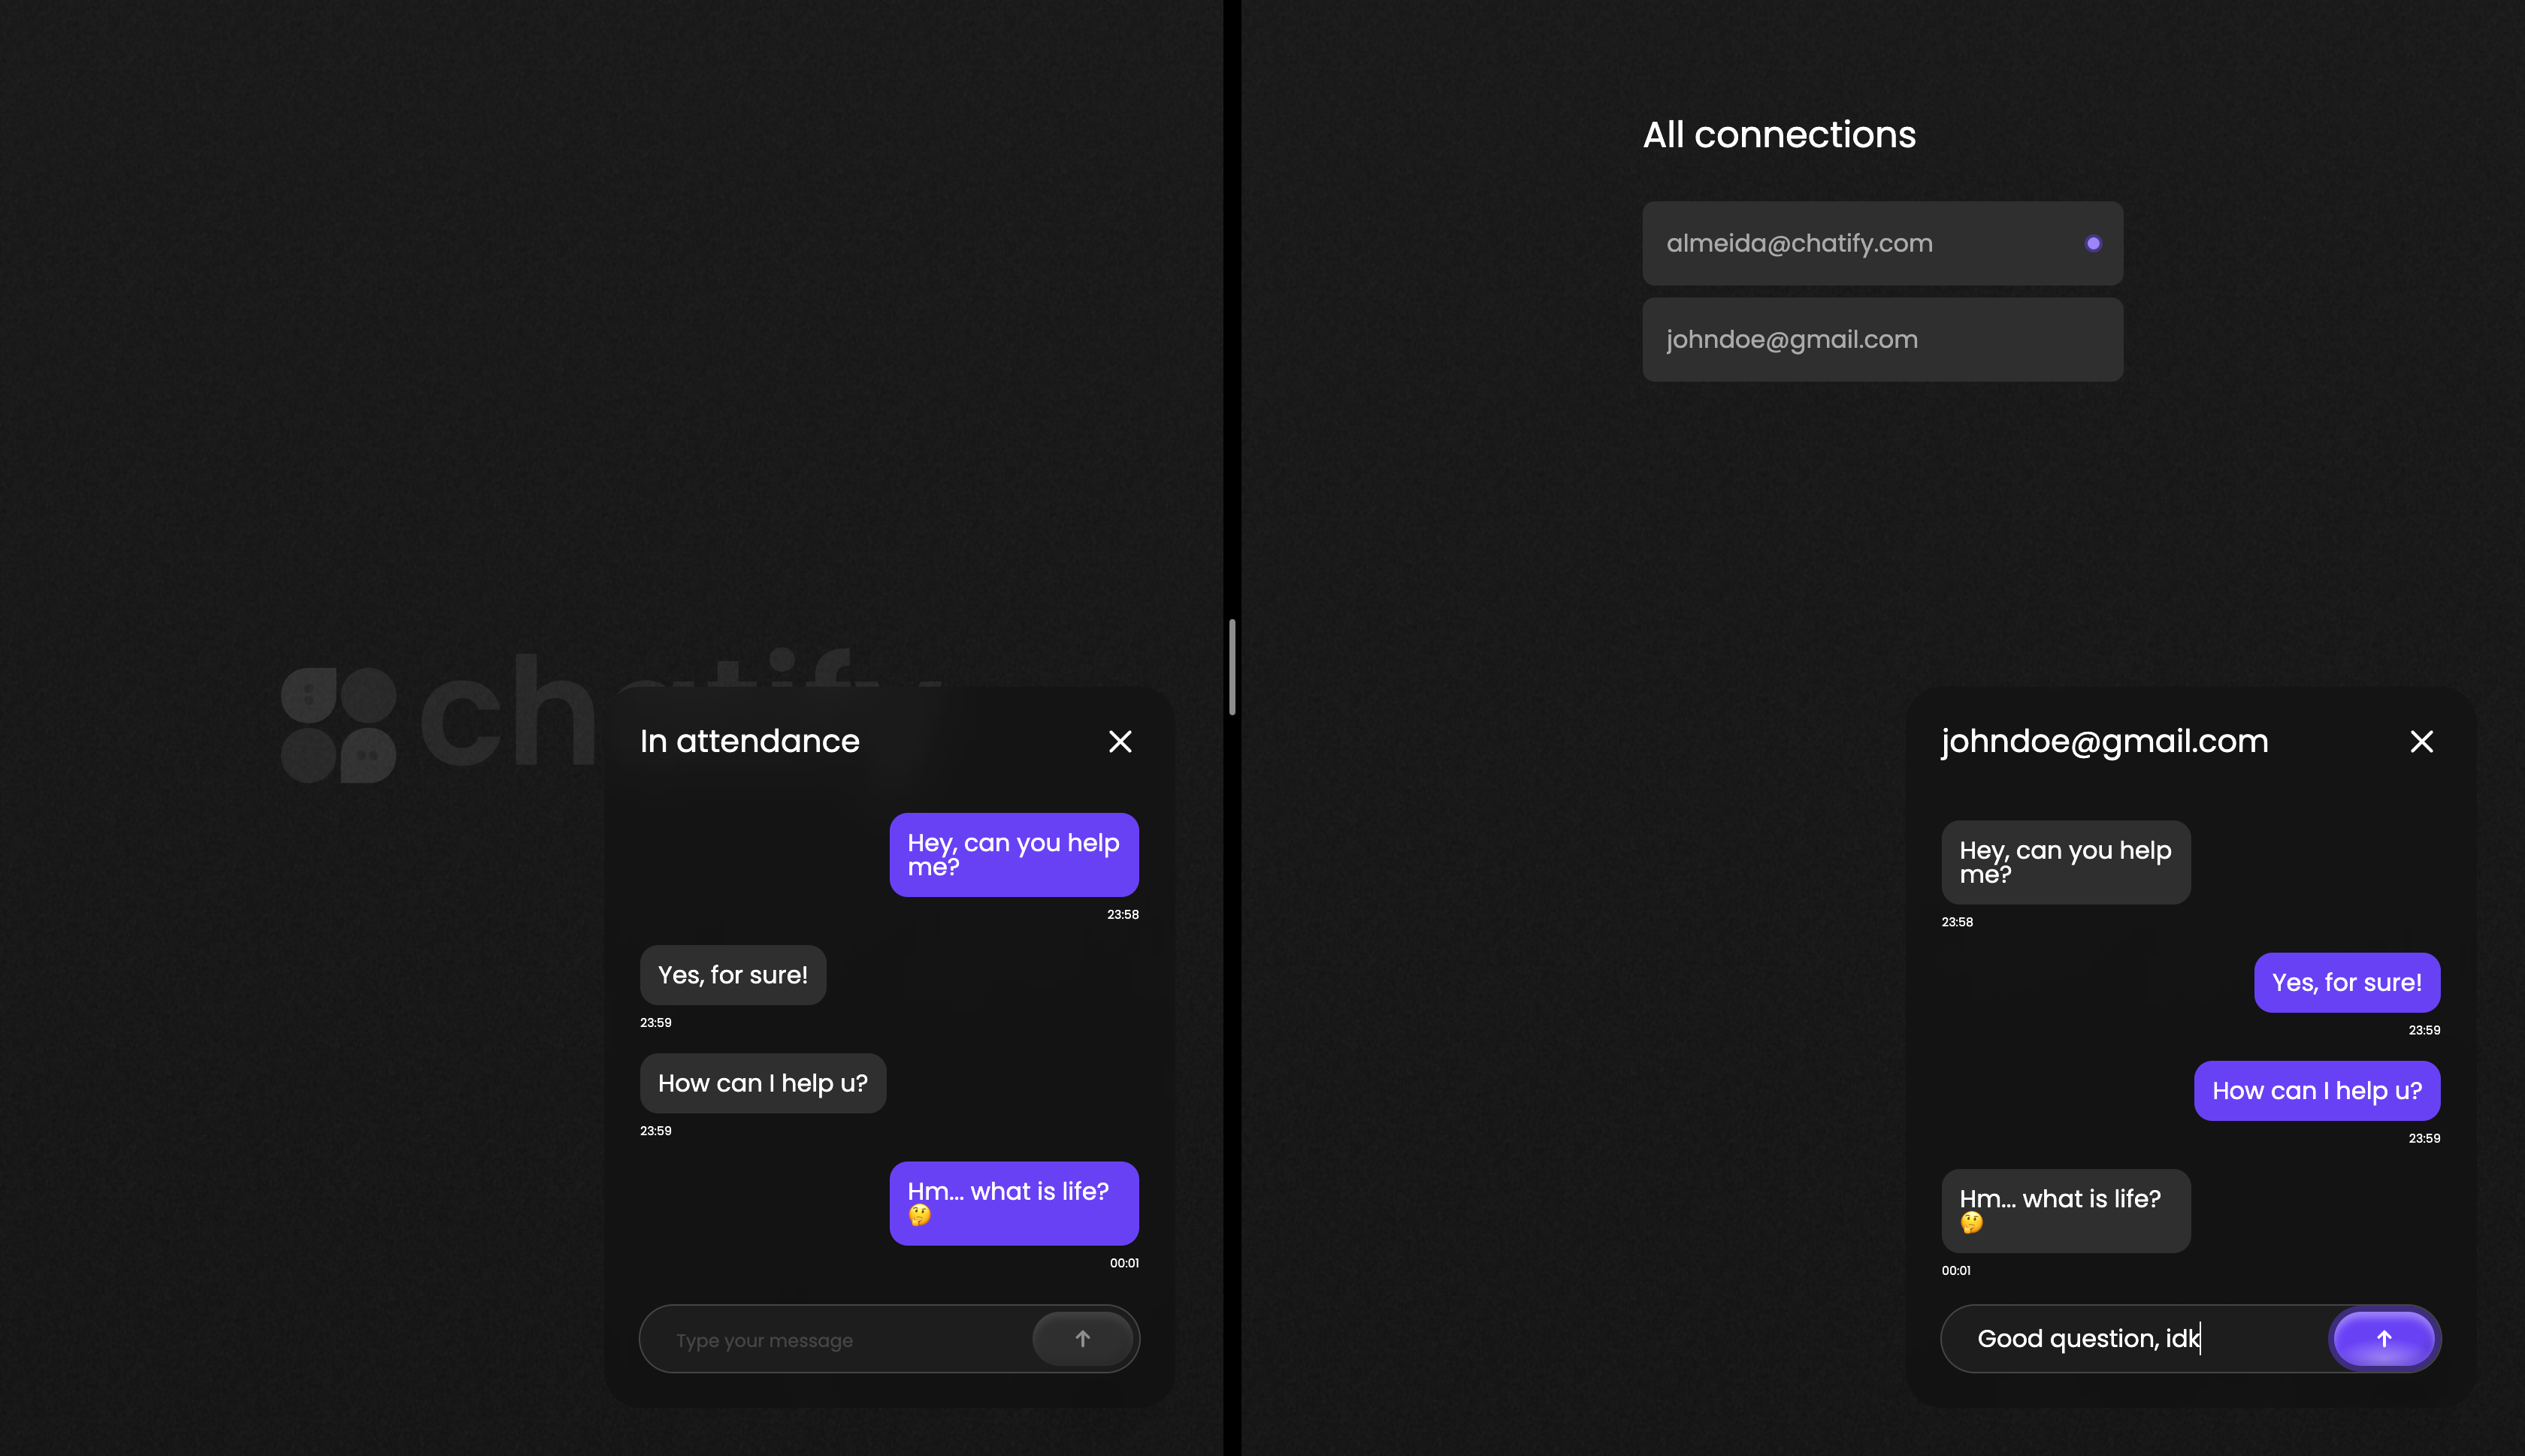 chatify
In attendance
Hey, can you help
me?
23:58
Yes, for sure!
23:59
How can I help u?
23:59
Hm... what is life?
🤔
00:01
Type your message
All connections
almeida@chatify.com
johndoe@gmail.com
johndoe@gmail.com
Hey, can you help
me?
23:58
Yes, for sure!
23:59
How can I help u?
23:59
Hm... what is life?
🤔
00:01
Good question, idk